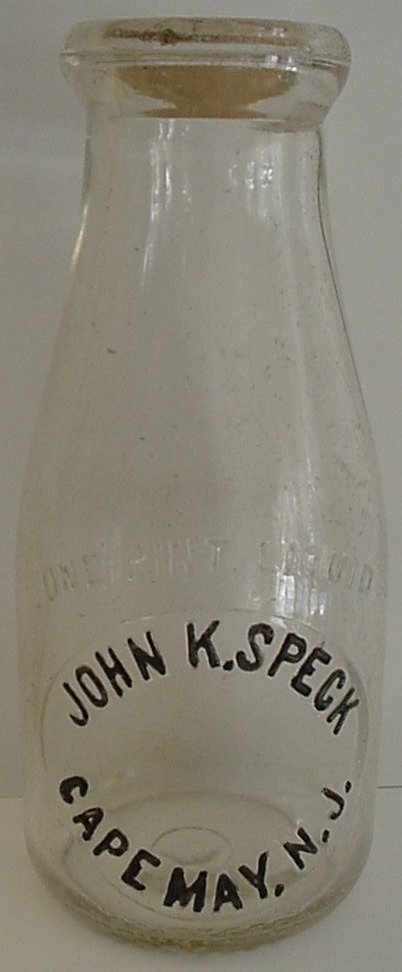 ONE PINT LIQUID
JOHN K. SPECK
CAPE MAY, N. J.